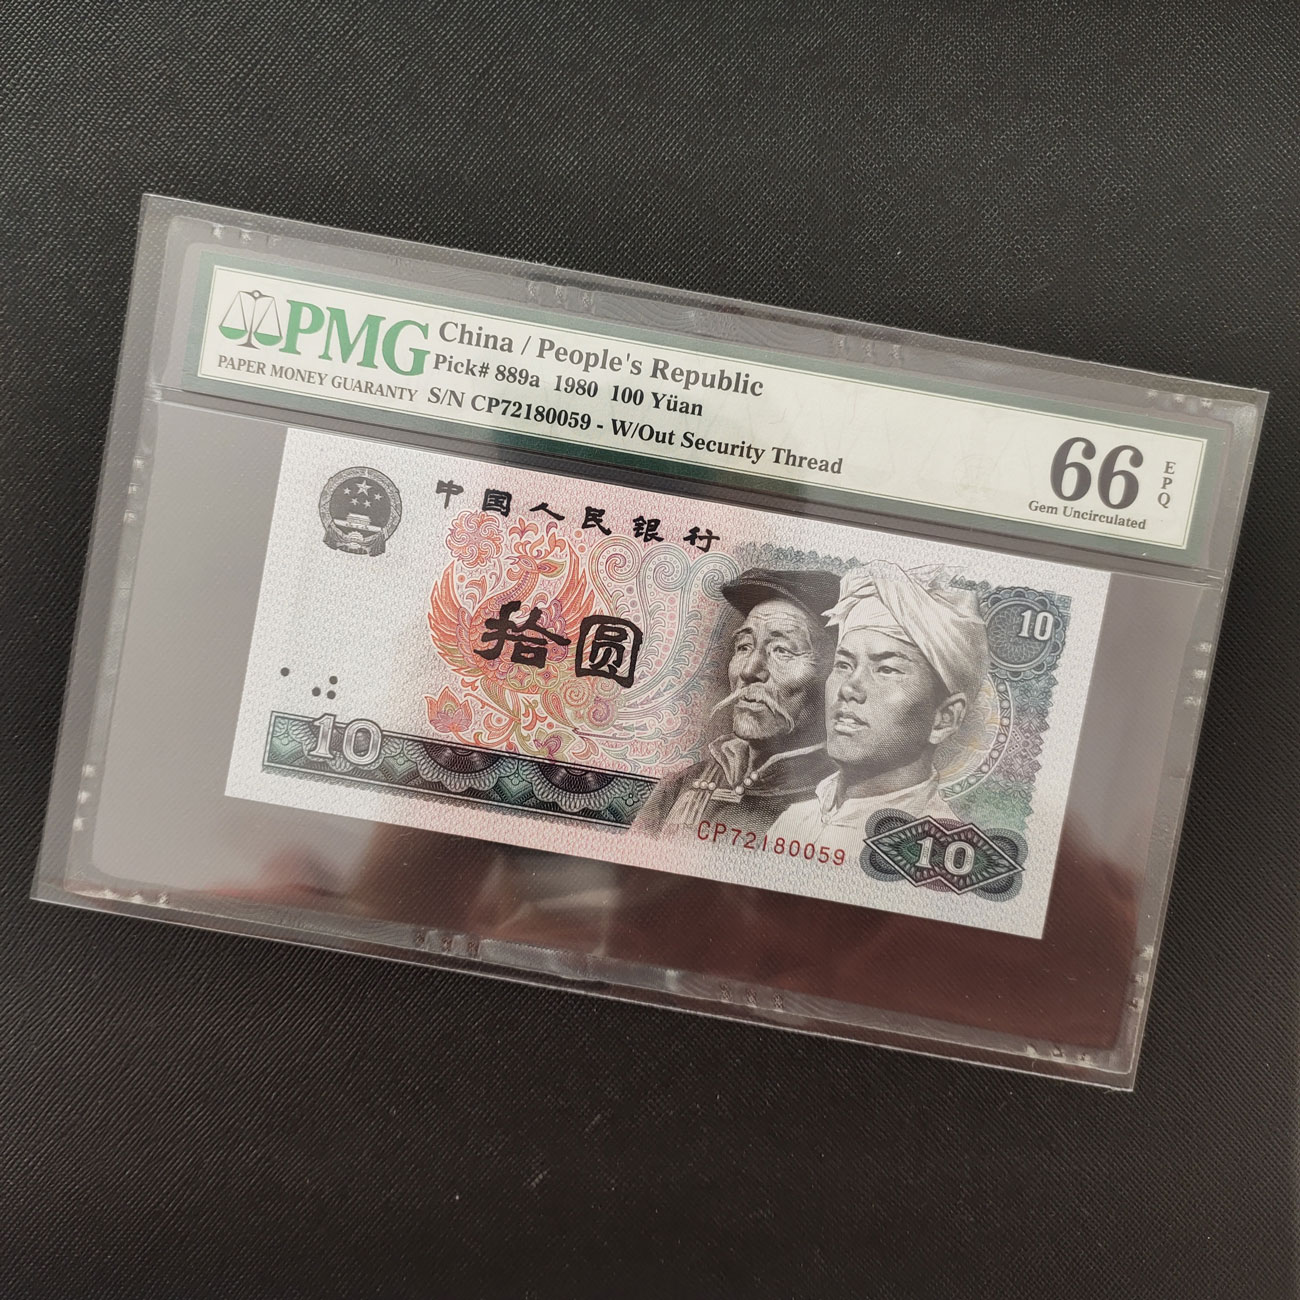 PMG
PAPER MONEY GUARANTY
China / People's Republic
Pick# 889a 1980 100 Yüan
S/N CP72180059 - W/Out Security Thread
66
EPQ
Gem Uncirculated
中国人民银行
拾圆
10
10
CP72180059
10